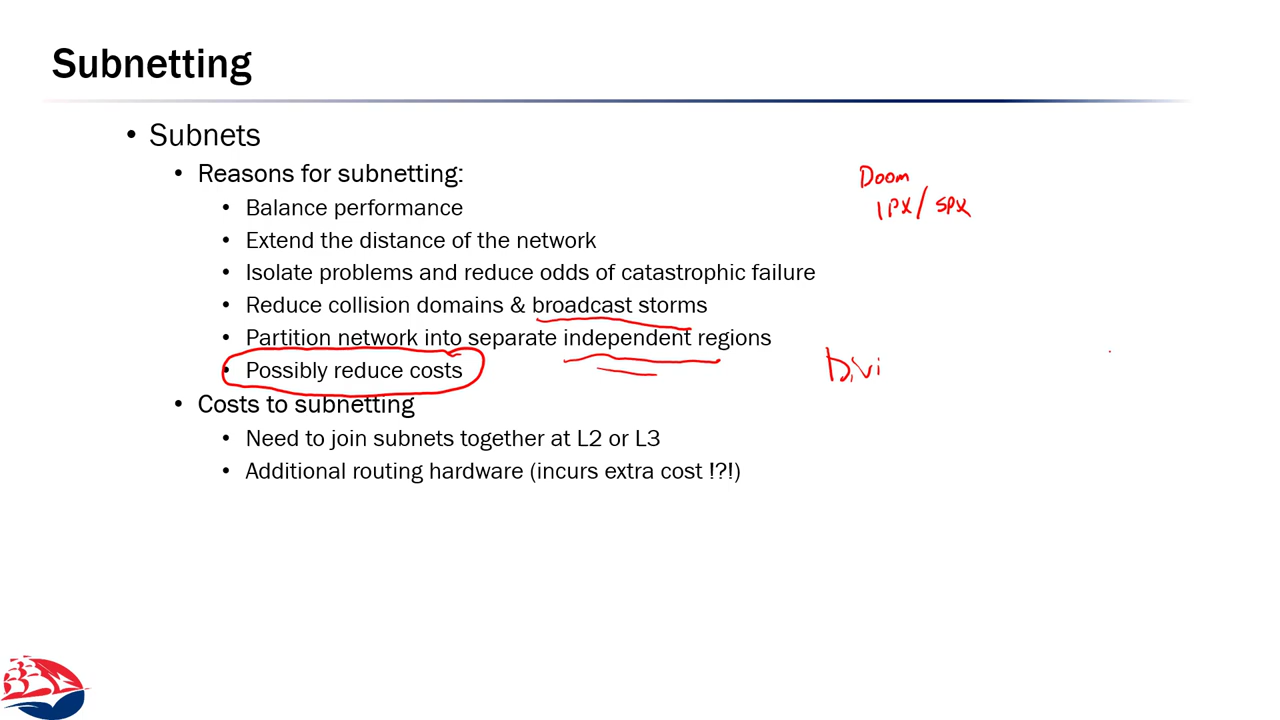 Subnetting
• Subnets
• Reasons for subnetting:
Doom
• Balance performance
IPX/SPX
• Extend the distance of the network
• Isolate problems and reduce odds of catastrophic failure
• Reduce collision domains & broadcast storms
• Partition network into separate independent regions
• Possibly reduce costs
Divi
• Costs to subnetting
• Need to join subnets together at L2 or L3
• Additional routing hardware (incurs extra cost !?!)